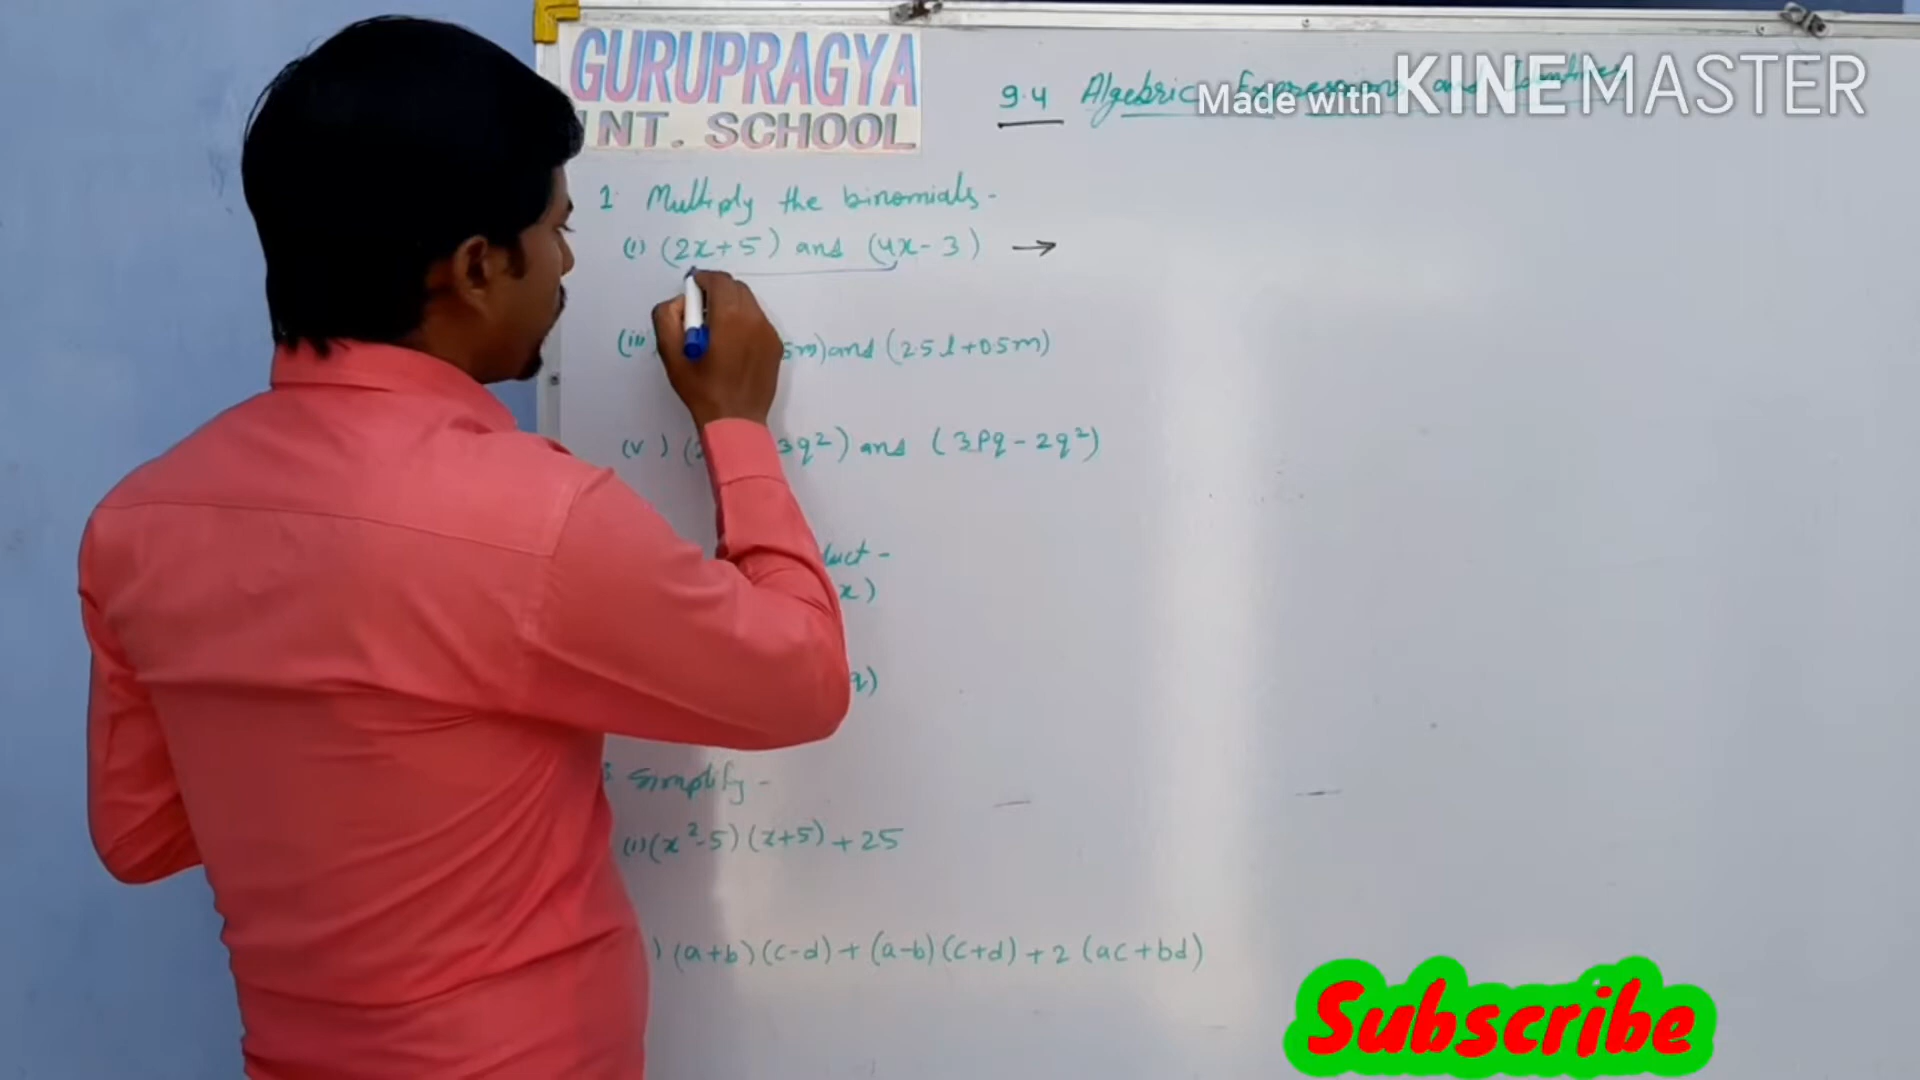 GURUPRAGYA
INT. SCHOOL
9.4 Algebric Expressions and
Made with KINEMASTER
1. Multiply the binomials-
(i) (2x+5) and (4x-3) →
(iii) 5m) and (2.5l+0.5m)
(v) ( 3q²) and (3pq-2q²)
duct-
x)
q)
Simplify-
(i) (x²-5)(x+5)+25
) (a+b)(c-d)+(a-b)(c+d)+2(ac+bd)
Subscribe